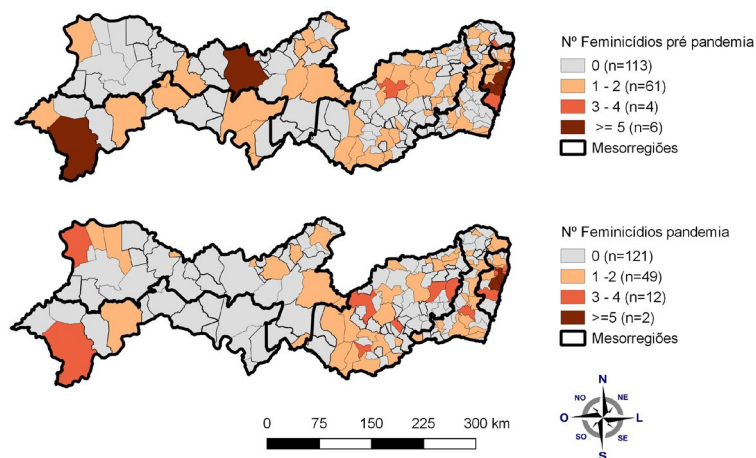 Nº Feminicídios pré pandemia
0 (n=113)
1 - 2 (n=61)
3 - 4 (n=4)
>= 5 (n=6)
Mesorregiões
Nº Feminicídios pandemia
0 (n=121)
1 -2 (n=49)
3 - 4 (n=12)
>=5 (n=2)
Mesorregiões
N
NO NE
O L
SO SE
S
0 75 150 225 300 km